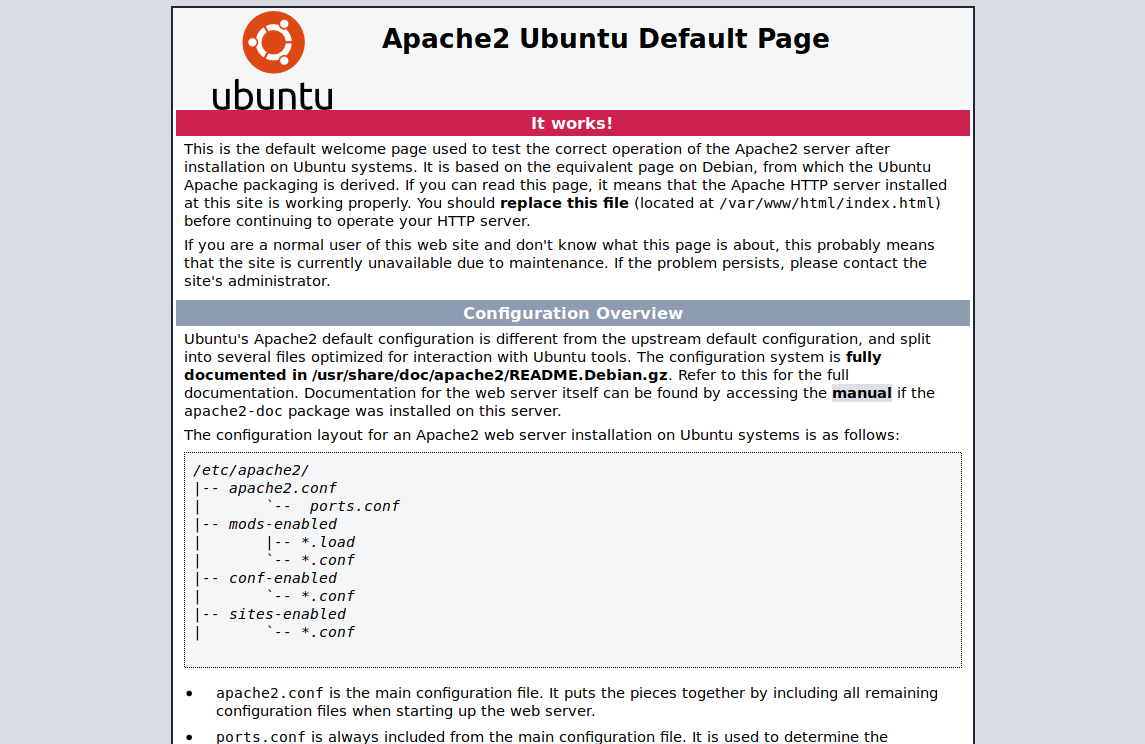 ubuntu
Apache2 Ubuntu Default Page
It works!
This is the default welcome page used to test the correct operation of the Apache2 server after
installation on Ubuntu systems. It is based on the equivalent page on Debian, from which the Ubuntu
Apache packaging is derived. If you can read this page, it means that the Apache HTTP server installed
at this site is working properly. You should replace this file (located at /var/www/html/index.html)
before continuing to operate your HTTP server.
If you are a normal user of this web site and don't know what this page is about, this probably means
that the site is currently unavailable due to maintenance. If the problem persists, please contact the
site's administrator.
Configuration Overview
Ubuntu's Apache2 default configuration is different from the upstream default configuration, and split
into several files optimized for interaction with Ubuntu tools. The configuration system is fully
documented in /usr/share/doc/apache2/README.Debian.gz. Refer to this for the full
documentation. Documentation for the web server itself can be found by accessing the manual if the
apache2-doc package was installed on this server.
The configuration layout for an Apache2 web server installation on Ubuntu systems is as follows:
/etc/apache2/
|-- apache2.conf
|       `--  ports.conf
|-- mods-enabled
|       |-- *.load
|       `-- *.conf
|-- conf-enabled
|       `-- *.conf
|-- sites-enabled
|       `-- *.conf
• apache2.conf is the main configuration file. It puts the pieces together by including all remaining
configuration files when starting up the web server.
• ports.conf is always included from the main configuration file. It is used to determine the